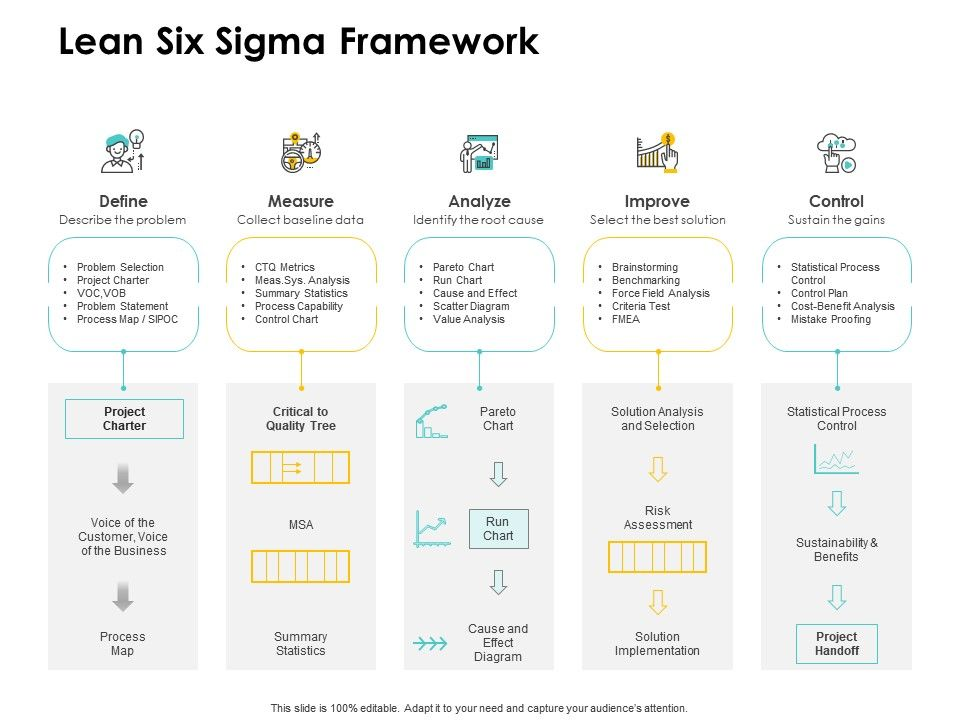 Lean Six Sigma Framework
Define
Describe the problem
• Problem Selection
• Project Charter
• VOC,VOB
• Problem Statement
• Process Map / SIPOC
Project
Charter
Voice of the
Customer, Voice
of the Business
Process
Map
Measure
Collect baseline data
• CTQ Metrics
• Meas.Sys. Analysis
• Summary Statistics
• Process Capability
• Control Chart
Critical to
Quality Tree
MSA
Summary
Statistics
Analyze
Identify the root cause
• Pareto Chart
• Run Chart
• Cause and Effect
• Scatter Diagram
• Value Analysis
Pareto
Chart
Run
Chart
Cause and
Effect
Diagram
Improve
Select the best solution
• Brainstorming
• Benchmarking
• Force Field Analysis
• Criteria Test
• FMEA
Solution Analysis
and Selection
Risk
Assessment
Solution
Implementation
Control
Sustain the gains
• Statistical Process
Control
• Control Plan
• Cost-Benefit Analysis
• Mistake Proofing
Statistical Process
Control
Sustainability &
Benefits
Project
Handoff
This slide is 100% editable. Adapt it to your need and capture your audience's attention.